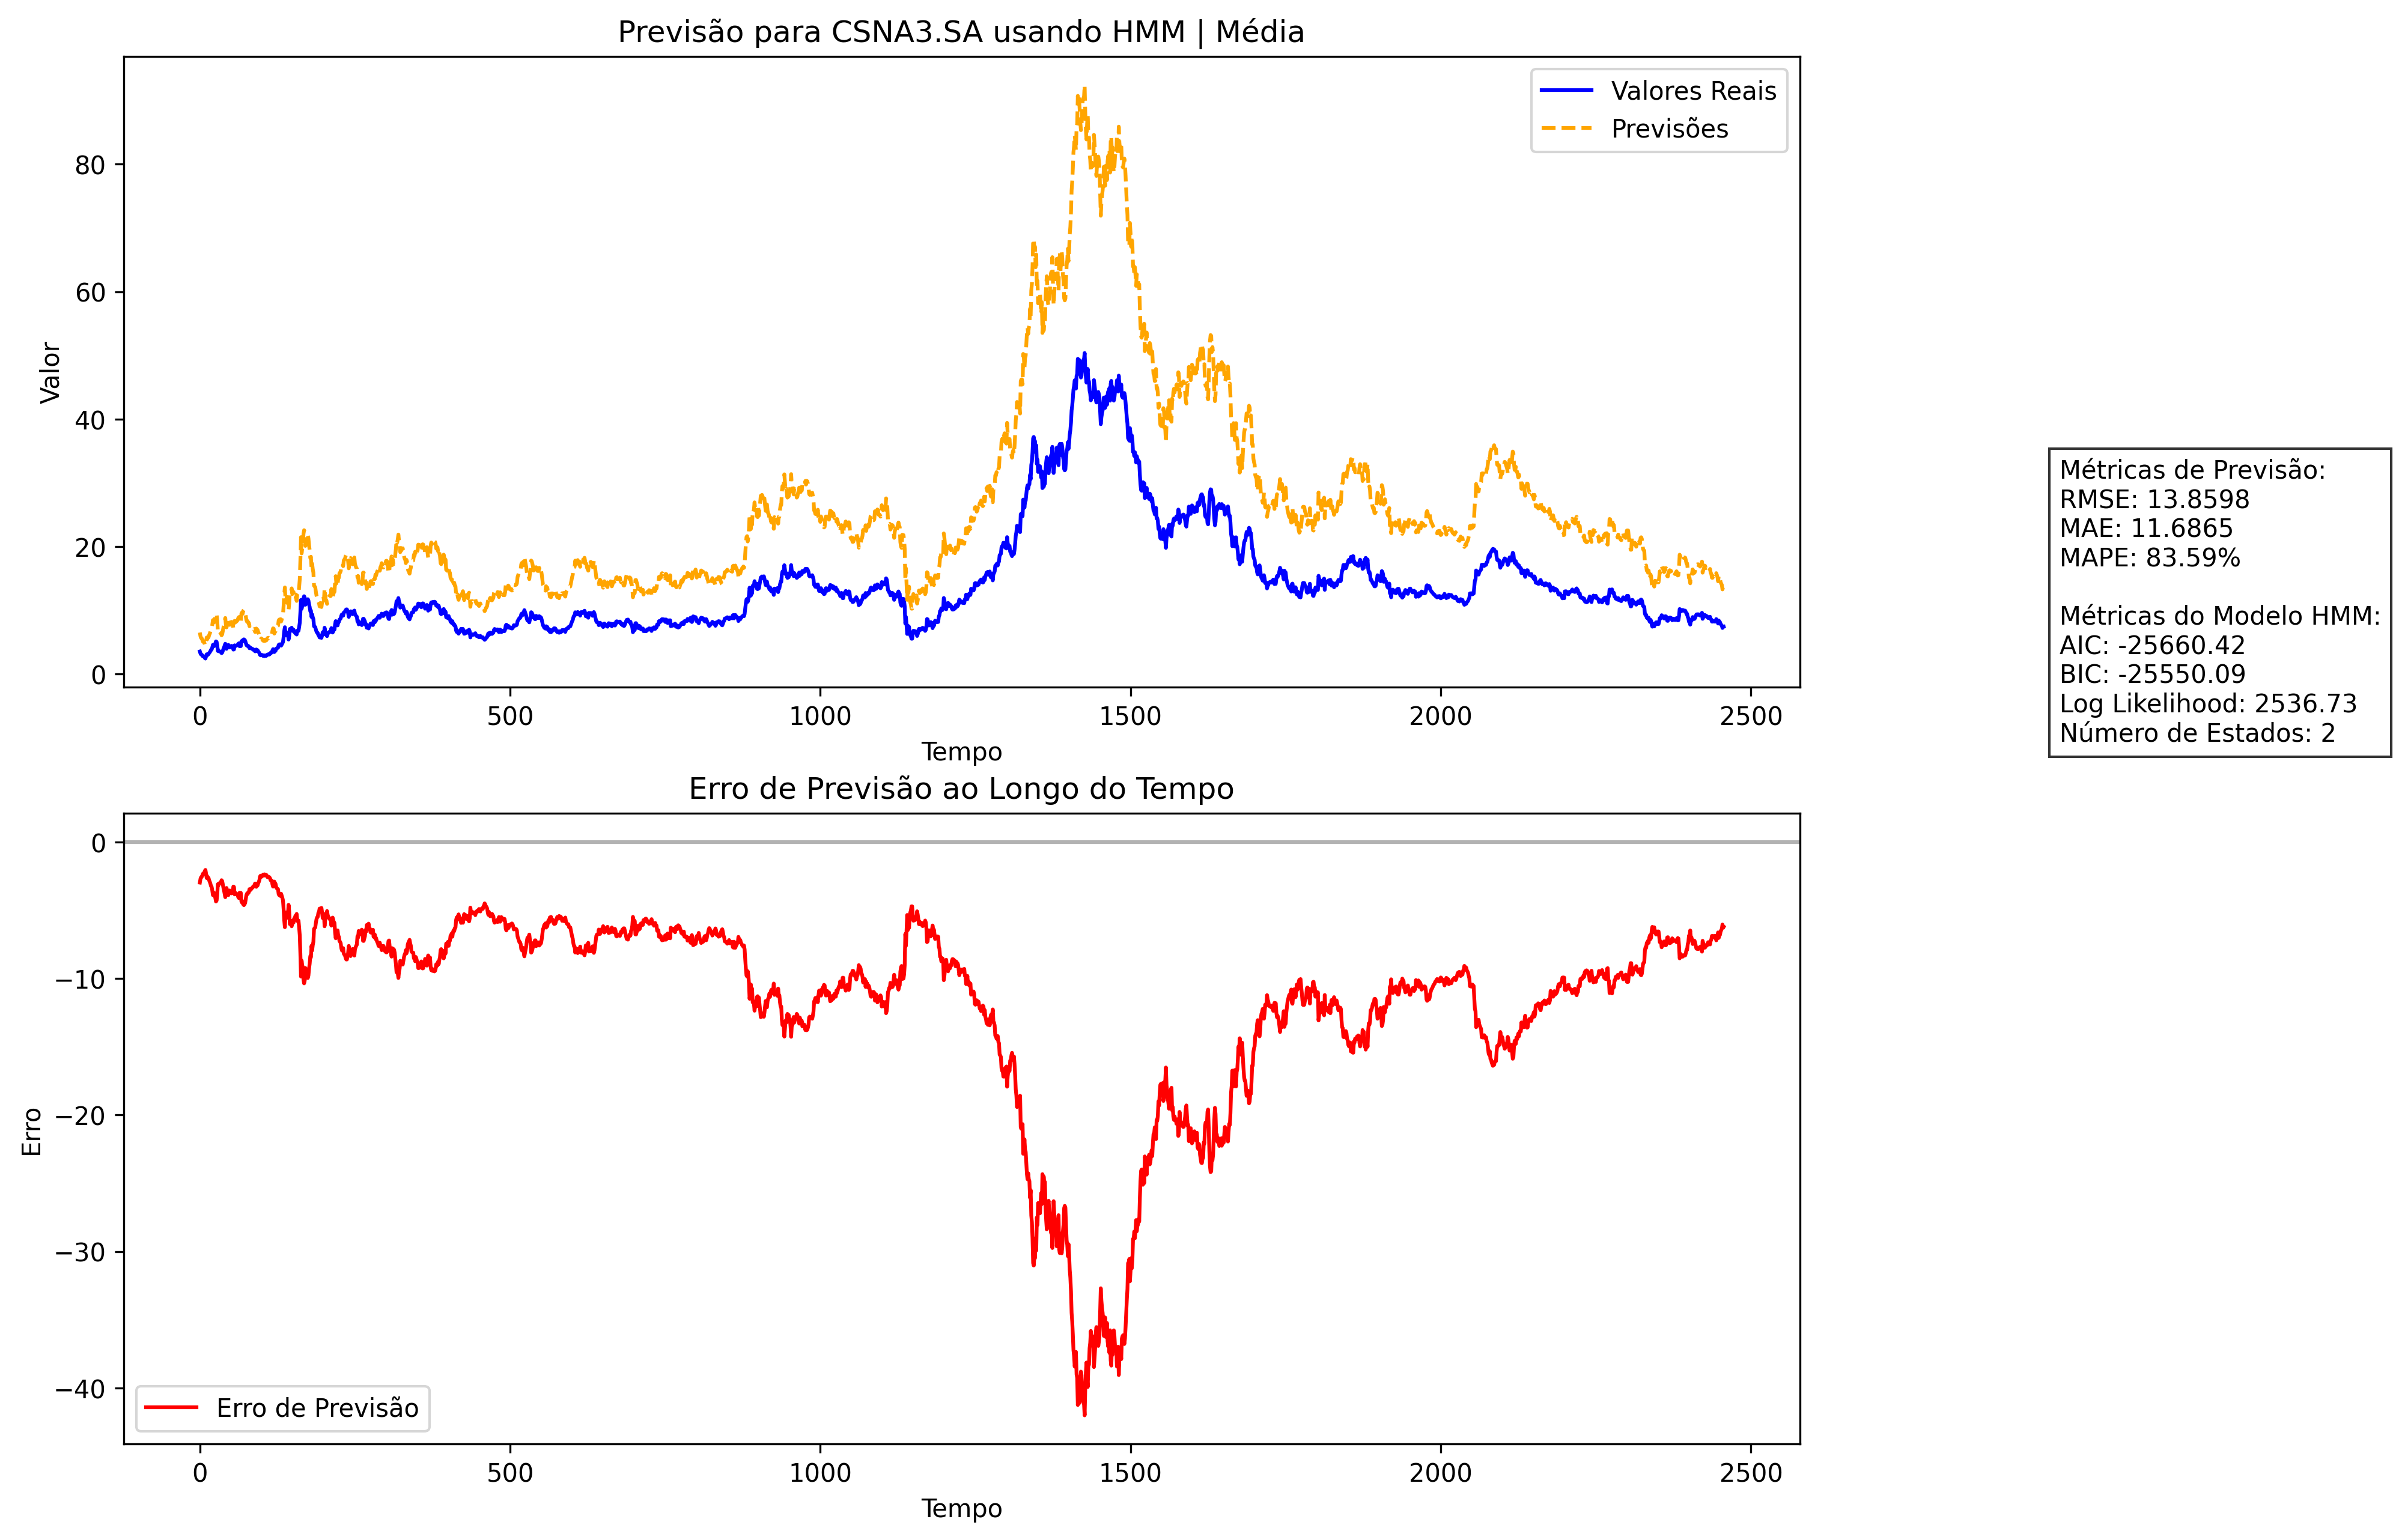 Previsão para CSNA3.SA usando HMM | Média
Valores Reais
Previsões
Valor
80
60
40
20
0
0 500 1000 1500 2000 2500
Tempo
Métricas de Previsão:
RMSE: 13.8598
MAE: 11.6865
MAPE: 83.59%
Métricas do Modelo HMM:
AIC: -25660.42
BIC: -25550.09
Log Likelihood: 2536.73
Número de Estados: 2
Erro de Previsão ao Longo do Tempo
Erro
0
−10
−20
−30
−40
Erro de Previsão
0 500 1000 1500 2000 2500
Tempo